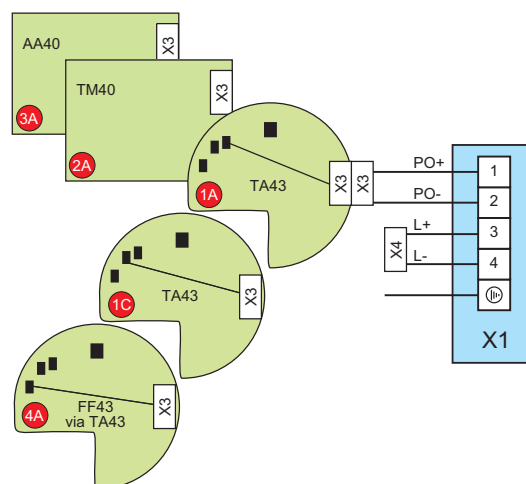 AA40
X3
3A
TM40
X3
2A
TA43
1A
X3
X3
PO+
PO-
L+
L-
X4
1
2
3
4
X1
TA43
1C
X3
FF43
via TA43
4A
X3